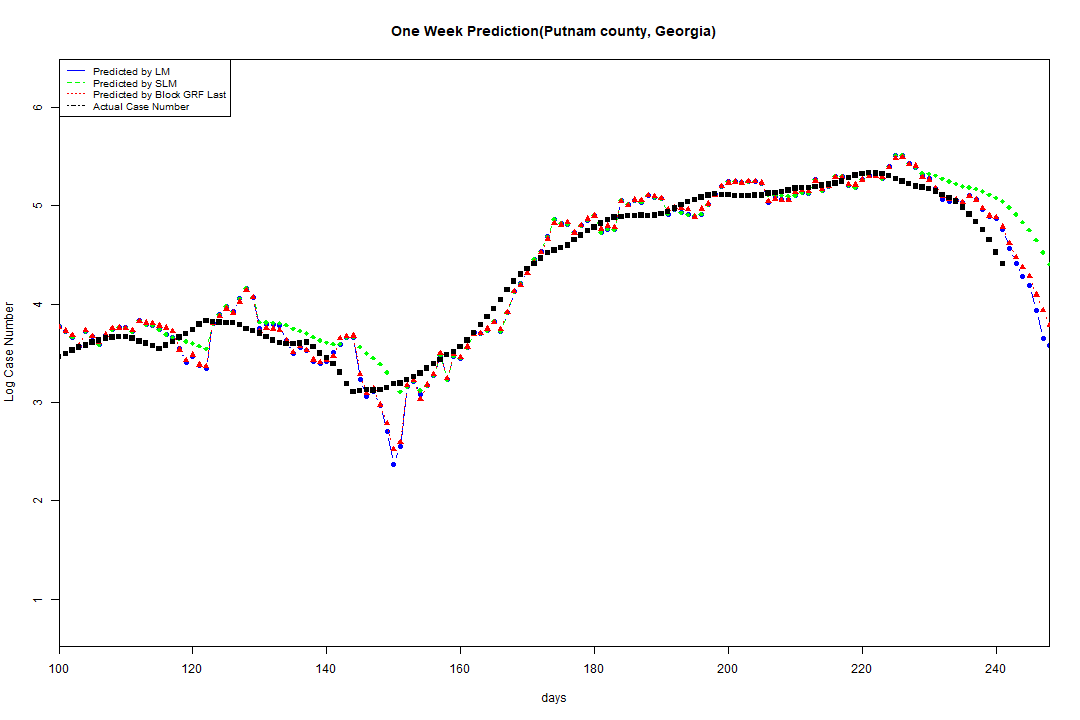 One Week Prediction(Putnam county, Georgia)
Predicted by LM
Predicted by SLM
Predicted by Block GRF Last
Actual Case Number
6
5
4
3
2
1
Log Case Number
100 120 140 160 180 200 220 240
days